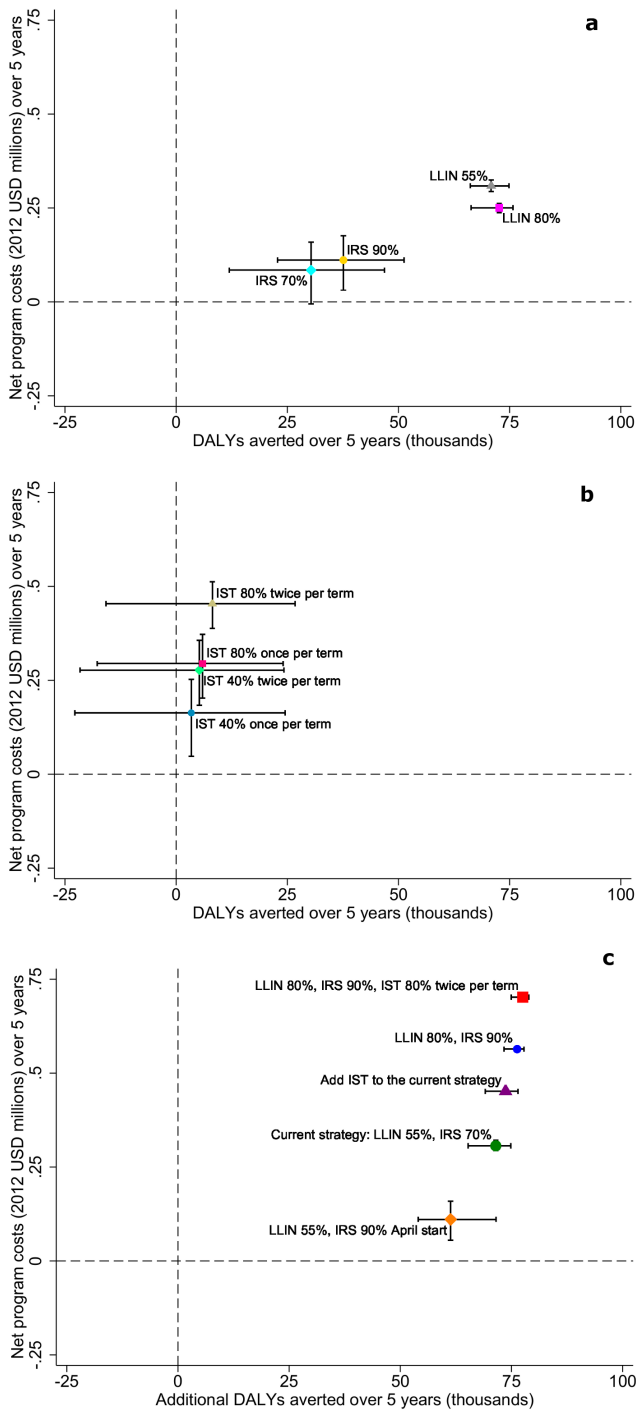 a
Net program costs (2012 USD millions) over 5 years
.75
.5
.25
0
-.25
LLIN 55%
LLIN 80%
IRS 90%
IRS 70%
-25
0
25
50
75
100
DALYs averted over 5 years (thousands)
b
Net program costs (2012 USD millions) over 5 years
.75
.5
.25
0
-.25
IST 80% twice per term
IST 80% once per term
IST 40% twice per term
IST 40% once per term
-25
0
25
50
75
100
DALYs averted over 5 years (thousands)
c
Net program costs (2012 USD millions) over 5 years
.75
.5
.25
0
-.25
LLIN 80%, IRS 90%, IST 80% twice per term
LLIN 80%, IRS 90%
Add IST to the current strategy
Current strategy: LLIN 55%, IRS 70%
LLIN 55%, IRS 90% April start
-25
0
25
50
75
100
Additional DALYs averted over 5 years (thousands)